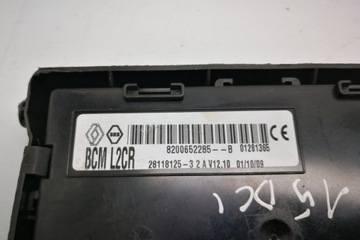 8200652285--B 01281365
BCM L2CR
28118125-3 2 A V12.10 01/10/09
CE
1.5 DCI